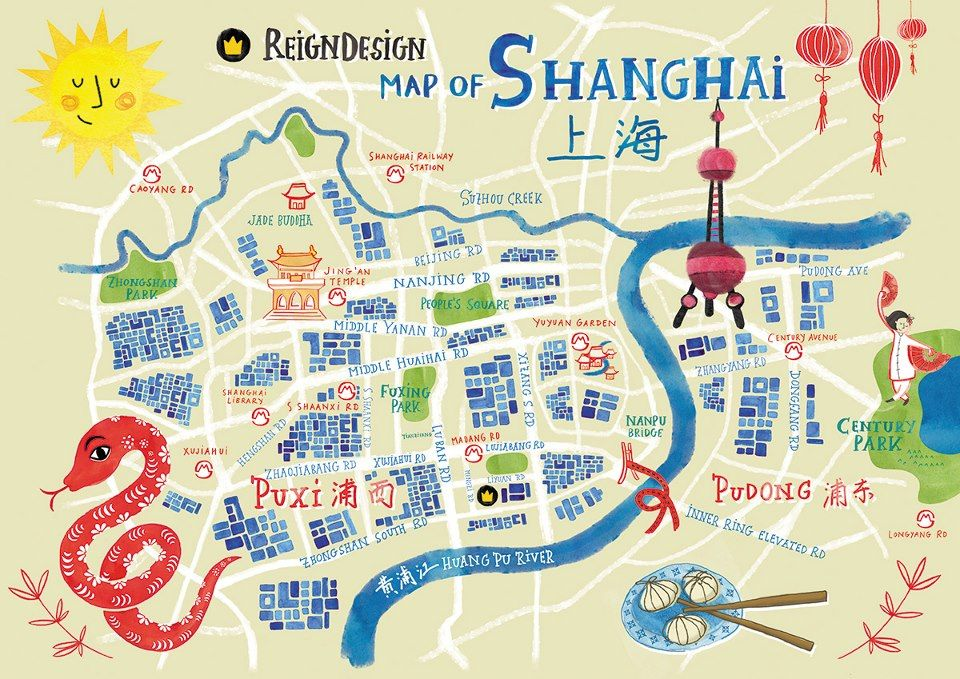 ReignDesign
Map of Shanghai
上海
Caoyang Rd
Shanghai Railway
Station
Suzhou Creek
Jade Buddha
Beijing Rd
Pudong Ave
Zhongshan
Park
Jing'an
Temple
Nanjing Rd
People's Square
Middle Yanan Rd
Yuyuan Garden
Century Avenue
Middle Huaihai Rd
Zhangyang Rd
Xizang S Rd
Shanghai
Library
S Shaanxi Rd
S Shanxi Rd
Fuxing
Park
Dongfang Rd
Hengshan Rd
Nanpu
Bridge
Century
Park
Xujiahui
Luban Rd
Madang Rd
Lujiabang Rd
Zhaojiabang Rd
Xujiahui Rd
Liyuan Rd
Puxi 浦西
Pudong 浦东
Zhongshan South Rd
Inner Ring Elevated Rd
Longyang Rd
黄浦江 Huang Pu River